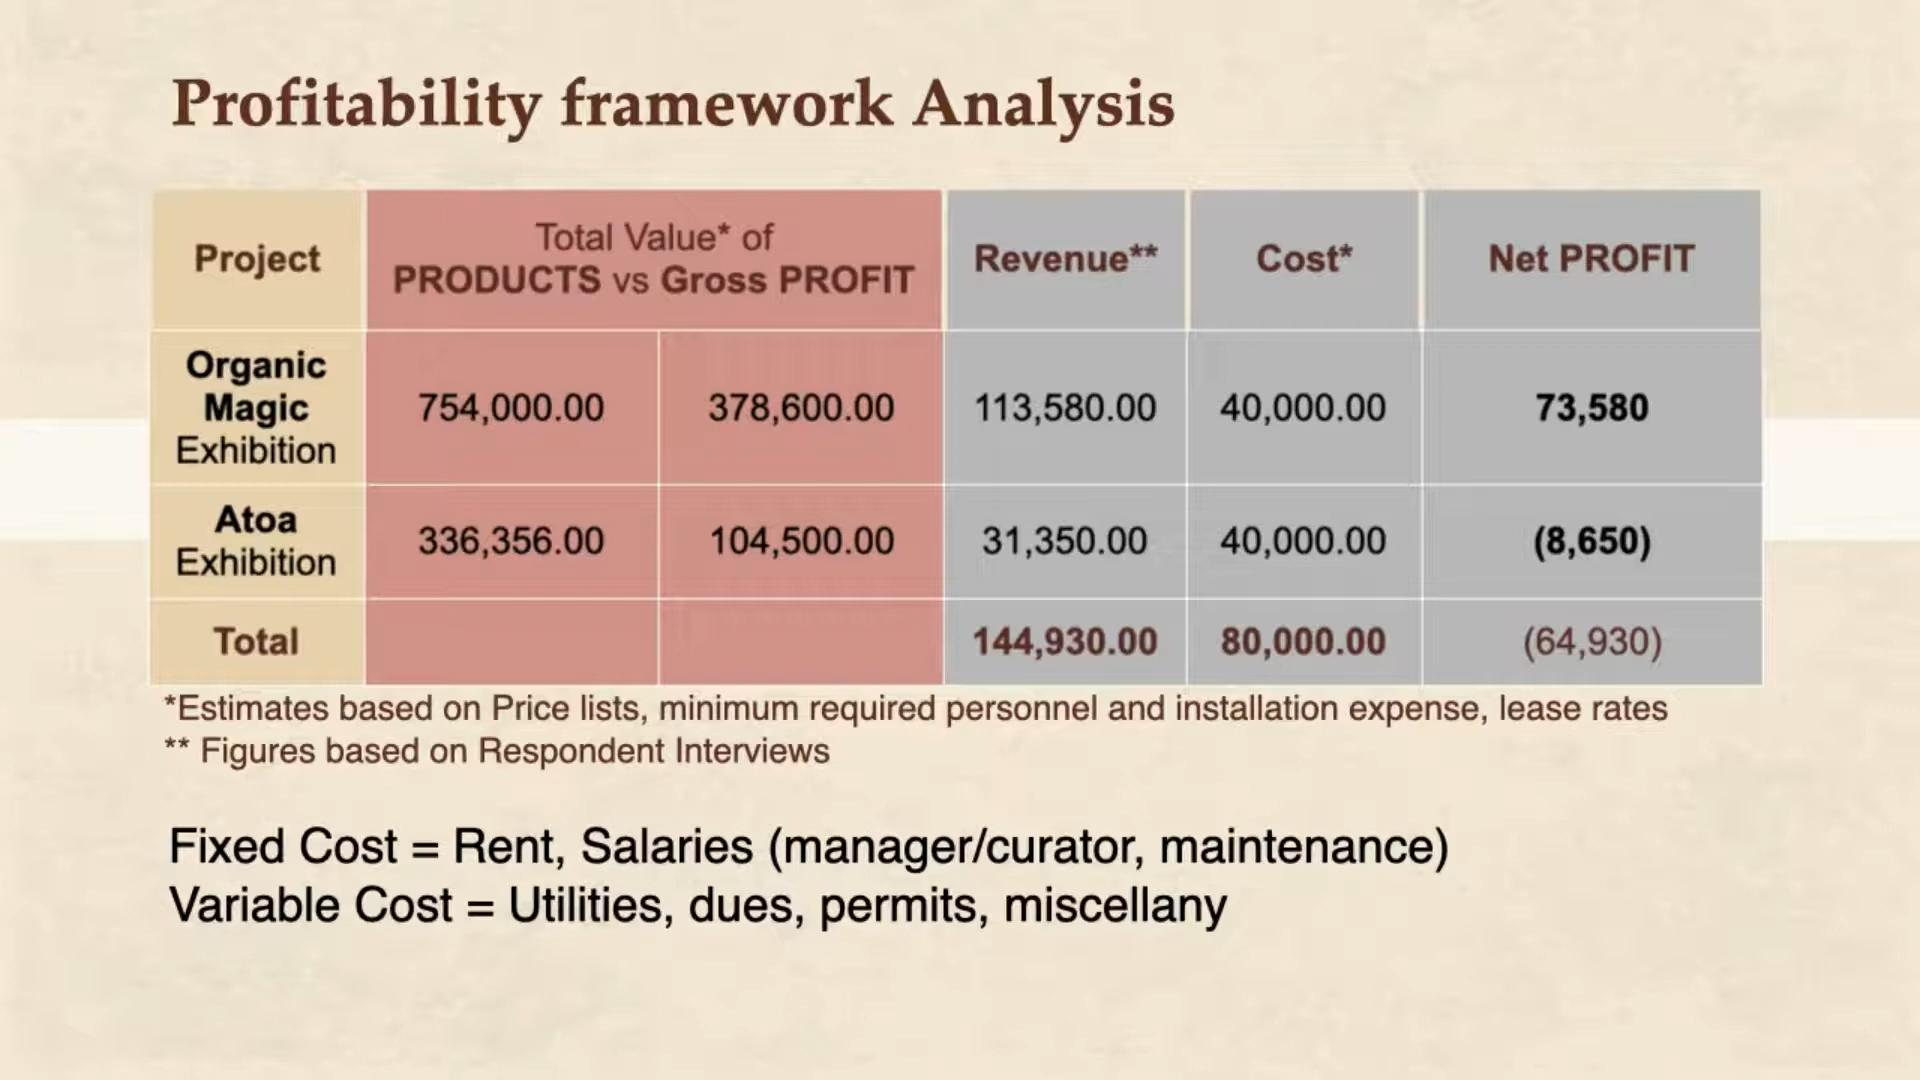 Profitability framework Analysis
Project
Total Value* of
PRODUCTS vs Gross PROFIT
Revenue**
Cost*
Net PROFIT
Organic
Magic
Exhibition
754,000.00
378,600.00
113,580.00
40,000.00
73,580
Atoa
Exhibition
336,356.00
104,500.00
31,350.00
40,000.00
(8,650)
Total
144,930.00
80,000.00
(64,930)
*Estimates based on Price lists, minimum required personnel and installation expense, lease rates
** Figures based on Respondent Interviews
Fixed Cost = Rent, Salaries (manager/curator, maintenance)
Variable Cost = Utilities, dues, permits, miscellany